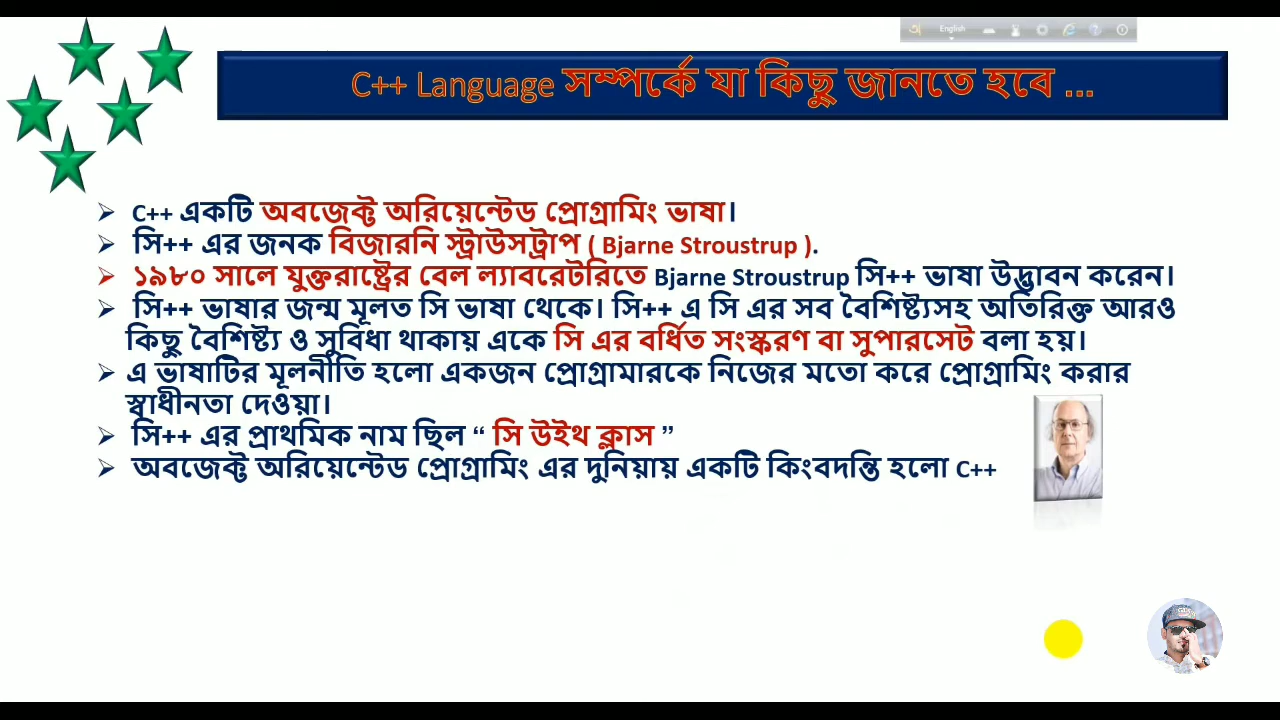 English
C++ Language সম্পর্কে যা কিছু জানতে হবে ...
➢ C++ একটি অবজেক্ট অরিয়েন্টেড প্রোগ্রামিং ভাষা।
➢ সি++ এর জনক বিজারনি স্ট্রাউসট্রাপ ( Bjarne Stroustrup ).
➢ ১৯৮০ সালে যুক্তরাষ্ট্রের বেল ল্যাবরেটরিতে Bjarne Stroustrup সি++ ভাষা উদ্ভাবন করেন।
➢ সি++ ভাষার জন্ম মূলত সি ভাষা থেকে। সি++ এ সি এর সব বৈশিষ্ট্যসহ অতিরিক্ত আরও
কিছু বৈশিষ্ট্য ও সুবিধা থাকায় একে সি এর বর্ধিত সংস্করণ বা সুপারসেট বলা হয়।
➢ এ ভাষাটির মূলনীতি হলো একজন প্রোগ্রামারকে নিজের মতো করে প্রোগ্রামিং করার
স্বাধীনতা দেওয়া।
➢ সি++ এর প্রাথমিক নাম ছিল “ সি উইথ ক্লাস ”
➢ অবজেক্ট অরিয়েন্টেড প্রোগ্রামিং এর দুনিয়ায় একটি কিংবদন্তি হলো C++